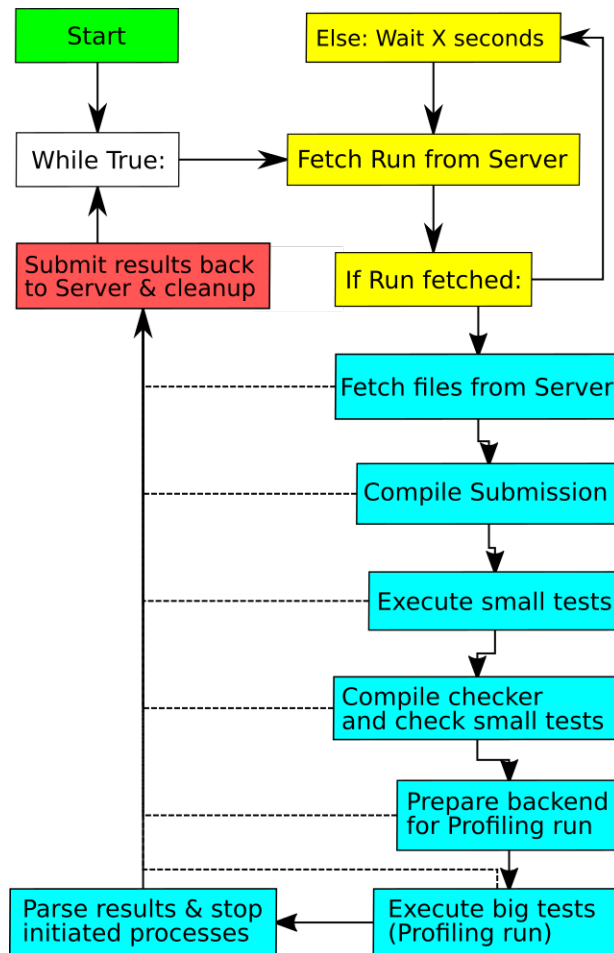 Start
Else: Wait X seconds
While True:
Fetch Run from Server
Submit results back
to Server & cleanup
If Run fetched:
Fetch files from Server
Compile Submission
Execute small tests
Compile checker
and check small tests
Prepare backend
for Profiling run
Parse results & stop
initiated processes
Execute big tests
(Profiling run)